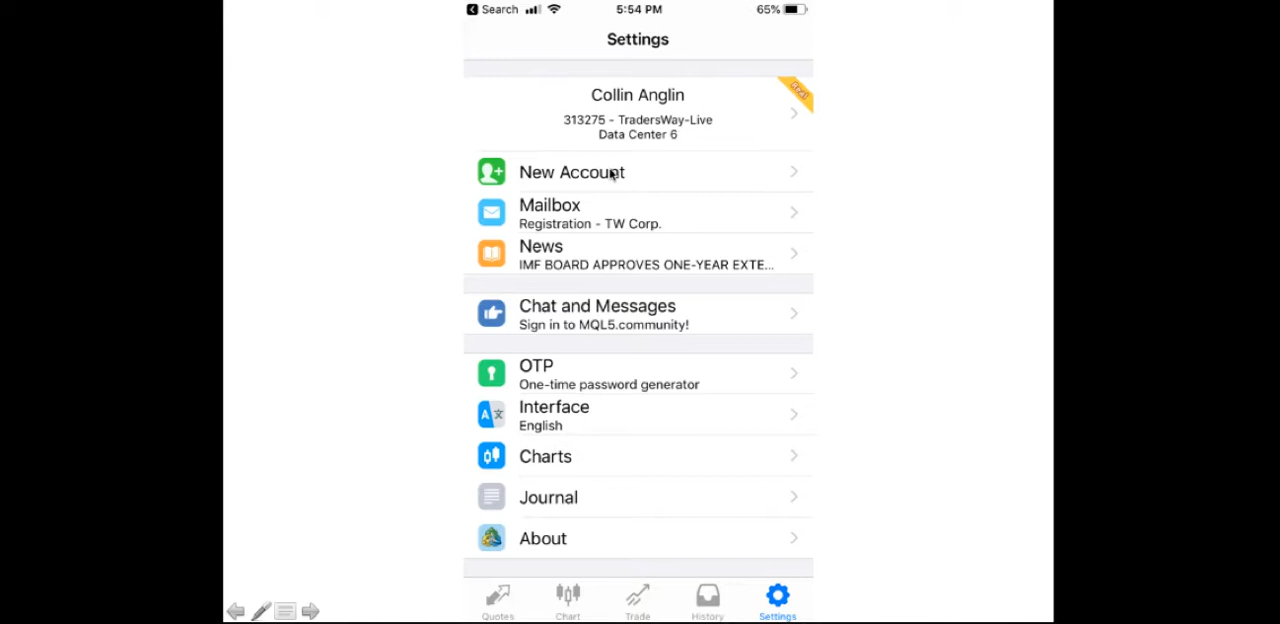 Search
5:54 PM
65%
Settings
Collin Anglin
Real
313275 - TradersWay-Live
Data Center 6
New Account
Mailbox
Registration - TW Corp.
News
IMF BOARD APPROVES ONE-YEAR EXTE...
Chat and Messages
Sign in to MQL5.community!
OTP
One-time password generator
Interface
English
A 文
Charts
Journal
About
Quotes
Chart
Trade
History
Settings